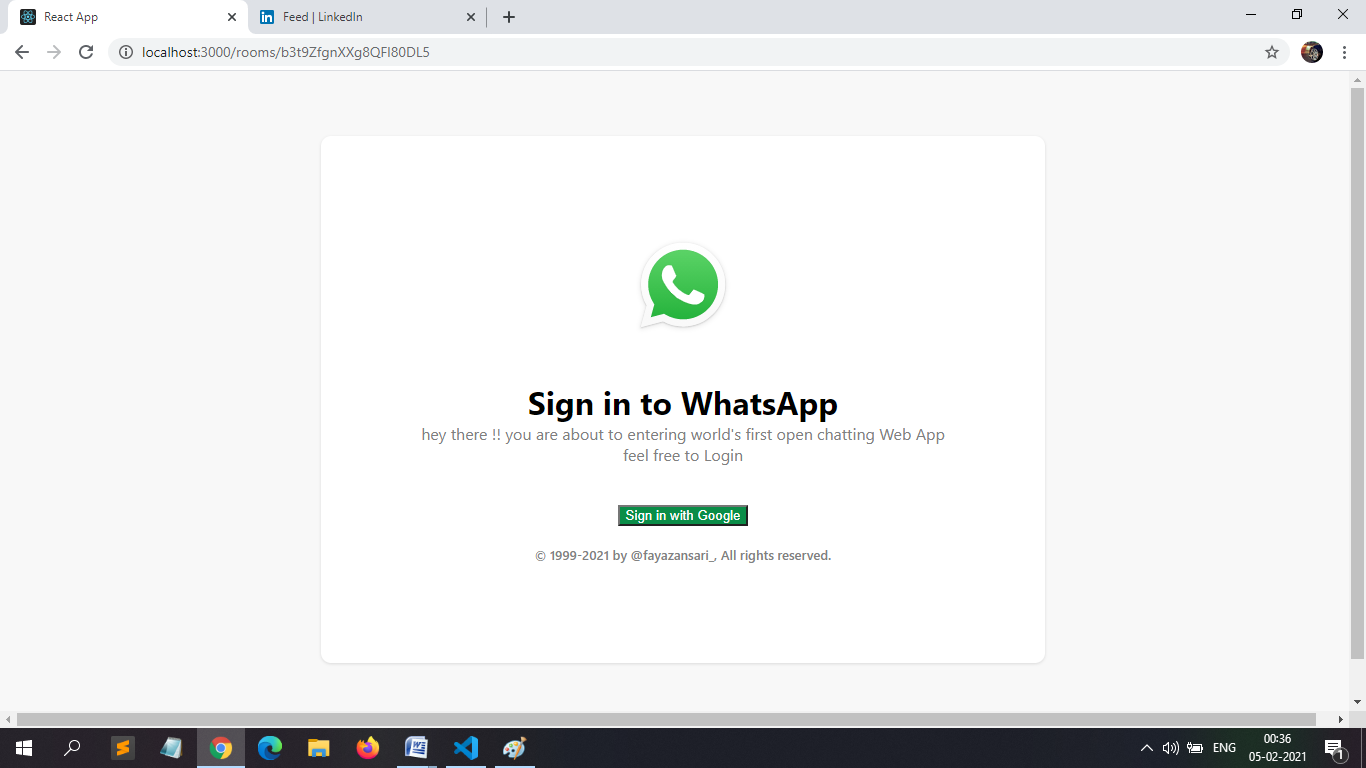 React App
Feed | LinkedIn
localhost:3000/rooms/b3t9ZfgnXXg8QFI80DL5
Sign in to WhatsApp
hey there !! you are about to entering world's first open chatting Web App
feel free to Login
Sign in with Google
© 1999-2021 by @fayazansari_, All rights reserved.
ENG
00:36
05-02-2021
1